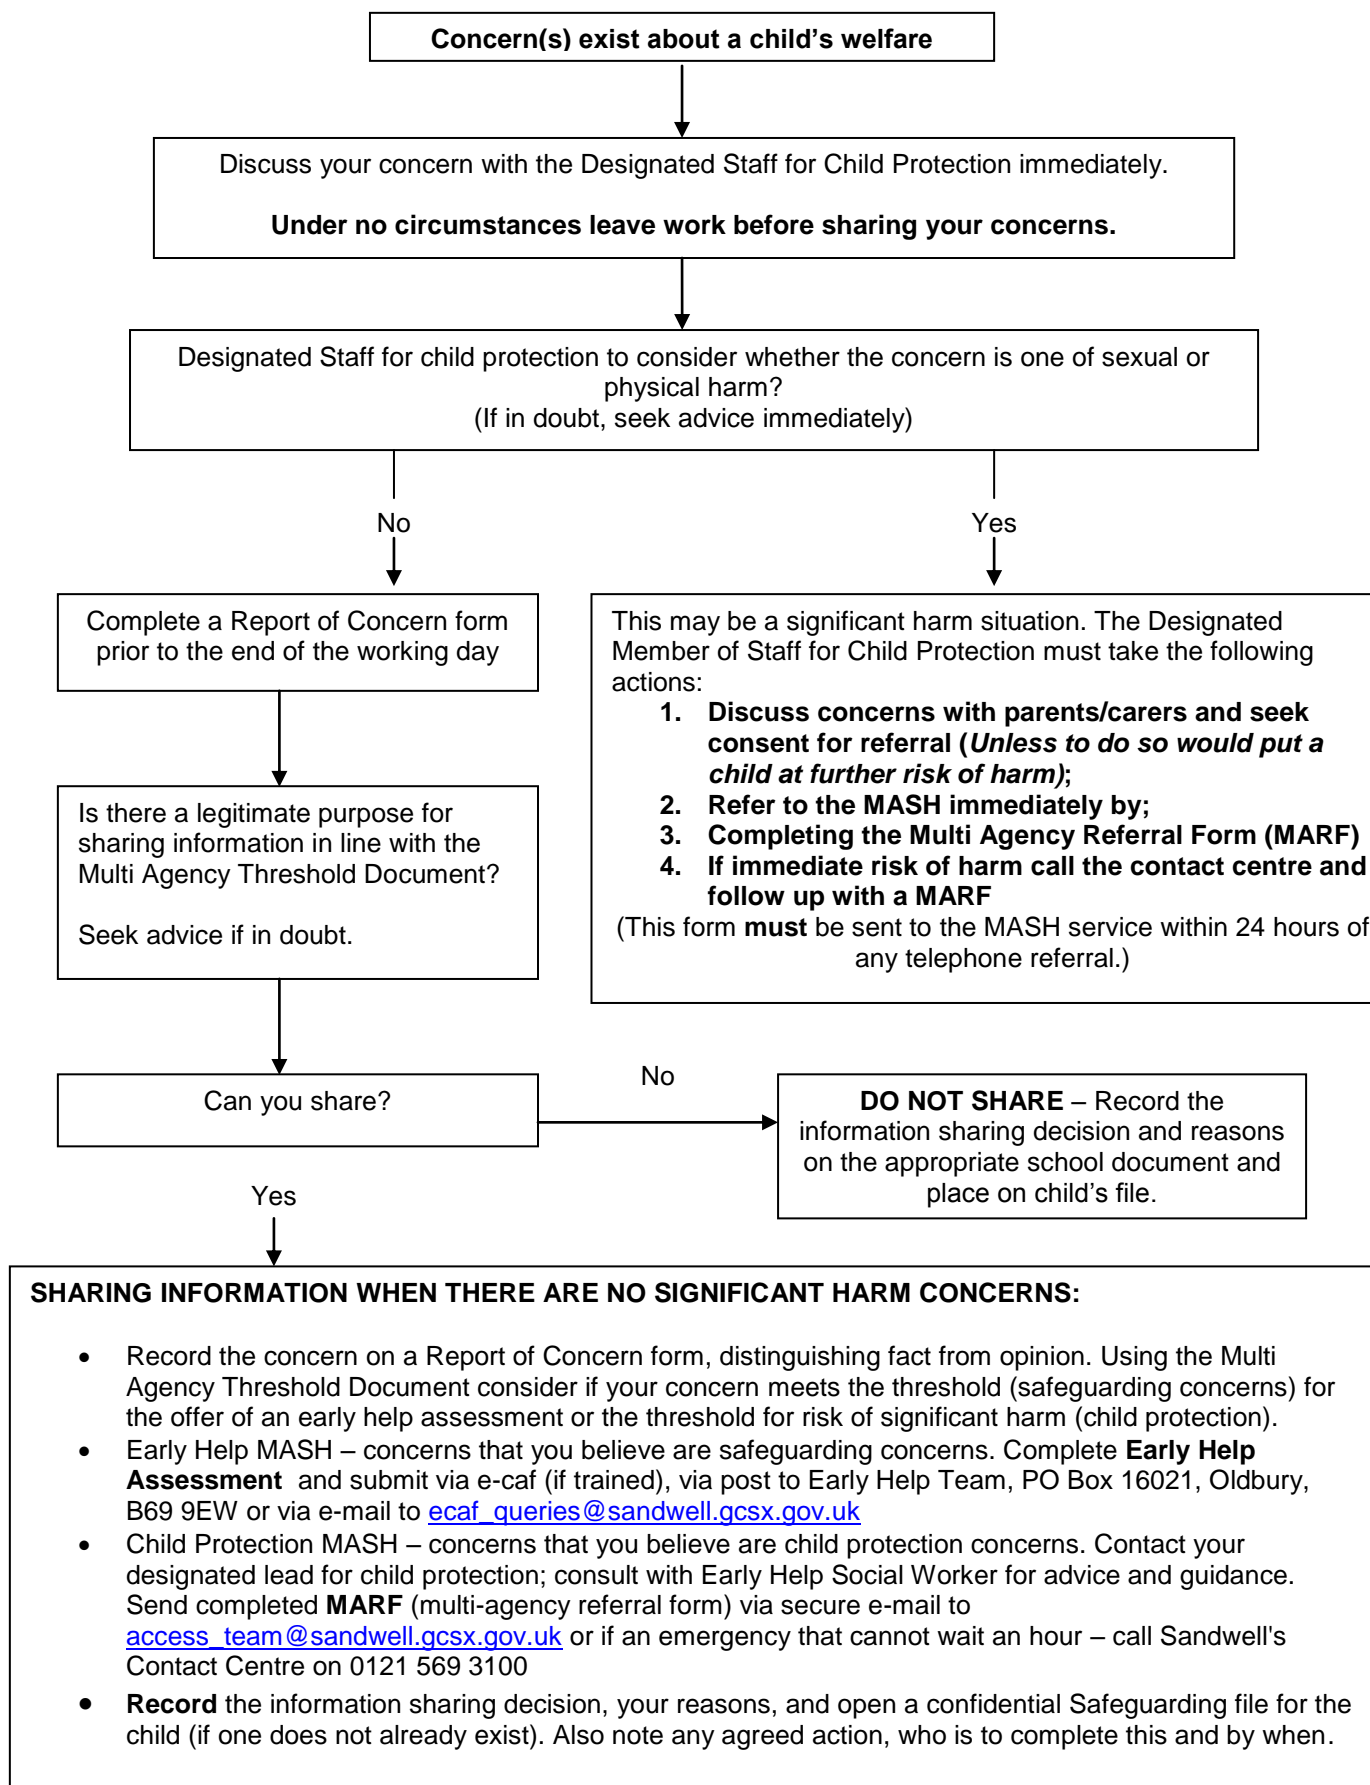 Concern(s) exist about a child's welfare
Discuss your concern with the Designated Staff for Child Protection immediately.
Under no circumstances leave work before sharing your concerns.
Designated Staff for child protection to consider whether the concern is one of sexual or
physical harm?
(If in doubt, seek advice immediately)
No
Yes
Complete a Report of Concern form
prior to the end of the working day
This may be a significant harm situation. The Designated
Member of Staff for Child Protection must take the following
actions:
1. Discuss concerns with parents/carers and seek
consent for referral (Unless to do so would put a
child at further risk of harm);
2. Refer to the MASH immediately by;
3. Completing the Multi Agency Referral Form (MARF)
4. If immediate risk of harm call the contact centre and
follow up with a MARF
(This form must be sent to the MASH service within 24 hours of
any telephone referral.)
Is there a legitimate purpose for
sharing information in line with the
Multi Agency Threshold Document?
Seek advice if in doubt.
Can you share?
No
DO NOT SHARE – Record the
information sharing decision and reasons
on the appropriate school document and
place on child's file.
Yes
SHARING INFORMATION WHEN THERE ARE NO SIGNIFICANT HARM CONCERNS:
• Record the concern on a Report of Concern form, distinguishing fact from opinion. Using the Multi
Agency Threshold Document consider if your concern meets the threshold (safeguarding concerns) for
the offer of an early help assessment or the threshold for risk of significant harm (child protection).
• Early Help MASH – concerns that you believe are safeguarding concerns. Complete Early Help
Assessment and submit via e-caf (if trained), via post to Early Help Team, PO Box 16021, Oldbury,
B69 9EW or via e-mail to ecaf_queries@sandwell.gcsx.gov.uk
• Child Protection MASH – concerns that you believe are child protection concerns. Contact your
designated lead for child protection; consult with Early Help Social Worker for advice and guidance.
Send completed MARF (multi-agency referral form) via secure e-mail to
access_team@sandwell.gcsx.gov.uk or if an emergency that cannot wait an hour – call Sandwell's
Contact Centre on 0121 569 3100
• Record the information sharing decision, your reasons, and open a confidential Safeguarding file for the
child (if one does not already exist). Also note any agreed action, who is to complete this and by when.